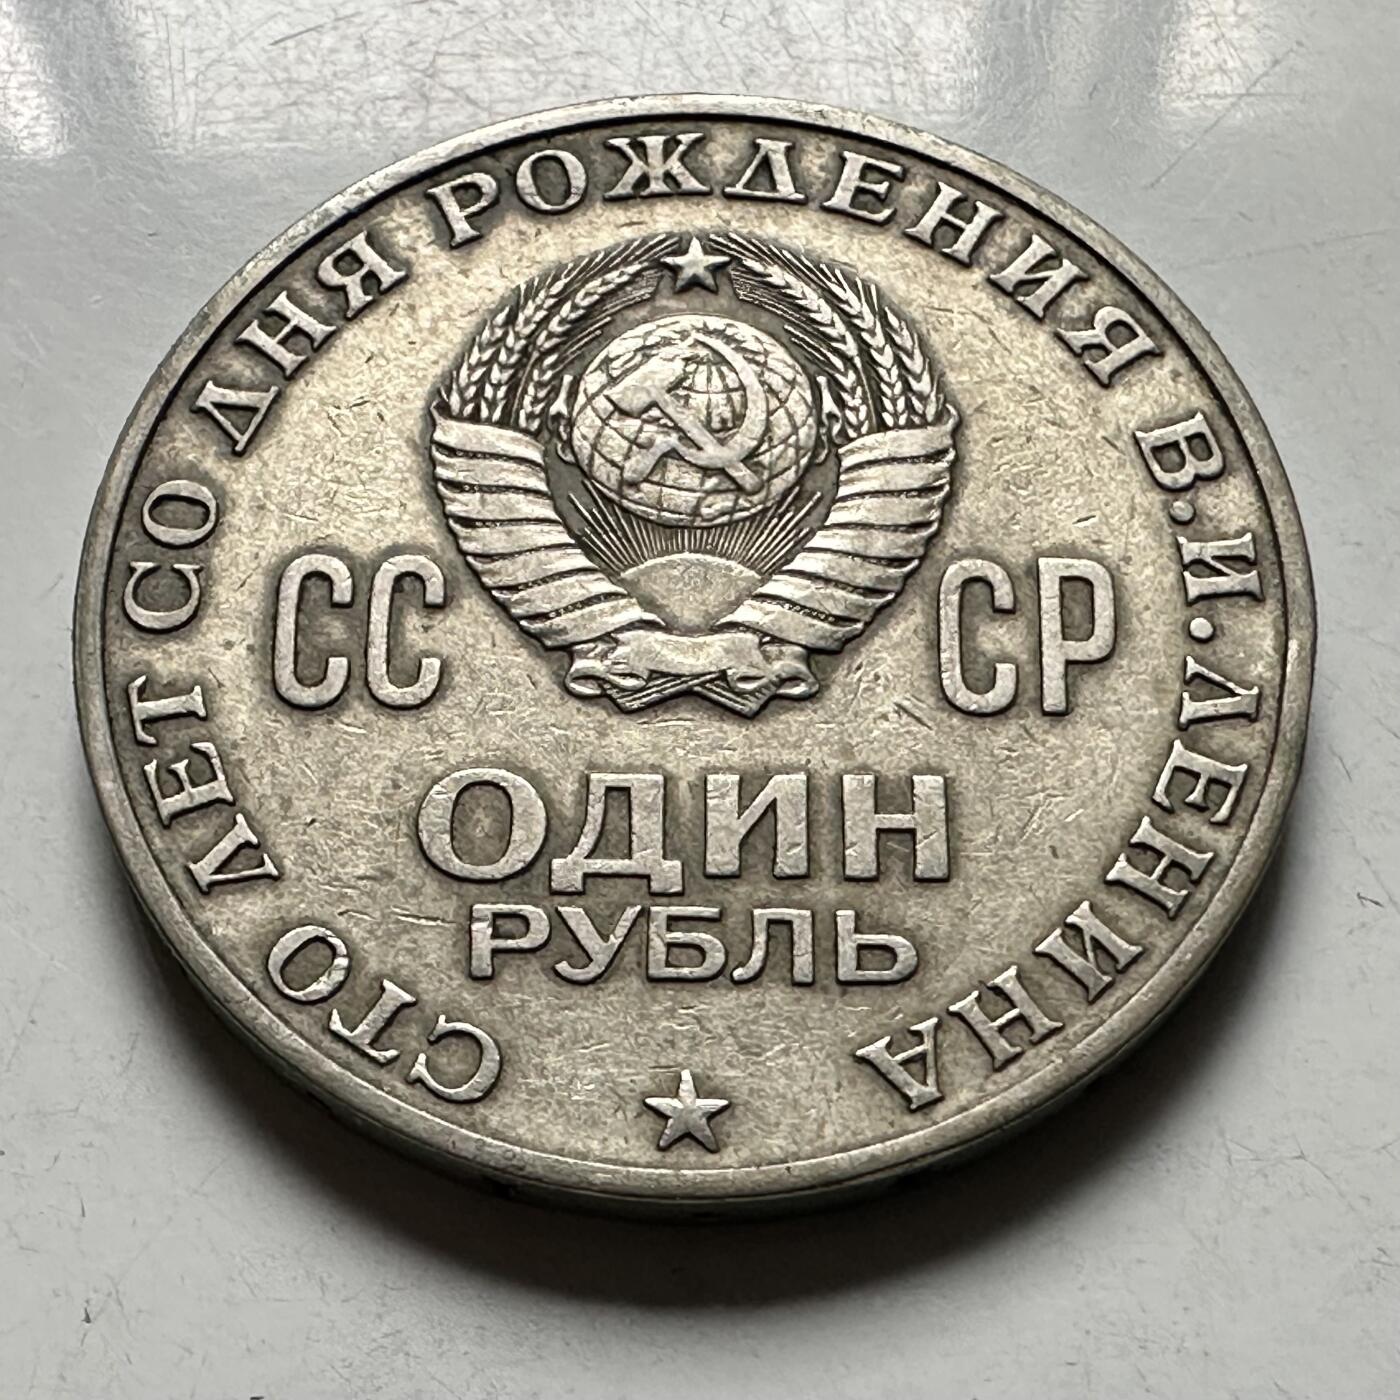 СТО ЛЕТ СО ДНЯ РОЖДЕНИЯ В.И.ЛЕНИНА
СС СР
ОДИН
РУБЛЬ